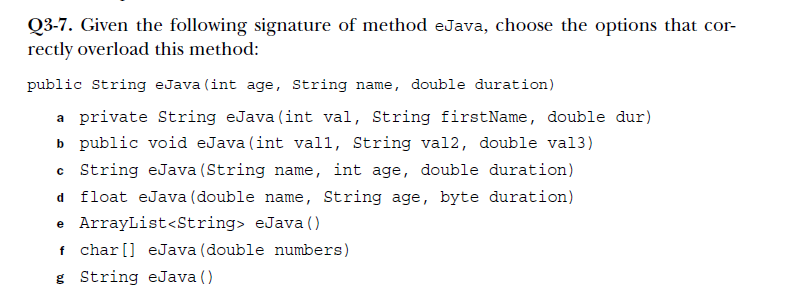 Q3-7. Given the following signature of method eJava, choose the options that cor-
rectly overload this method:
public String eJava(int age, String name, double duration)
a private String eJava(int val, String firstName, double dur)
b public void eJava(int val1, String val2, double val3)
c String eJava(String name, int age, double duration)
d float eJava(double name, String age, byte duration)
e ArrayList<String> eJava()
f char[] eJava(double numbers)
g String eJava()